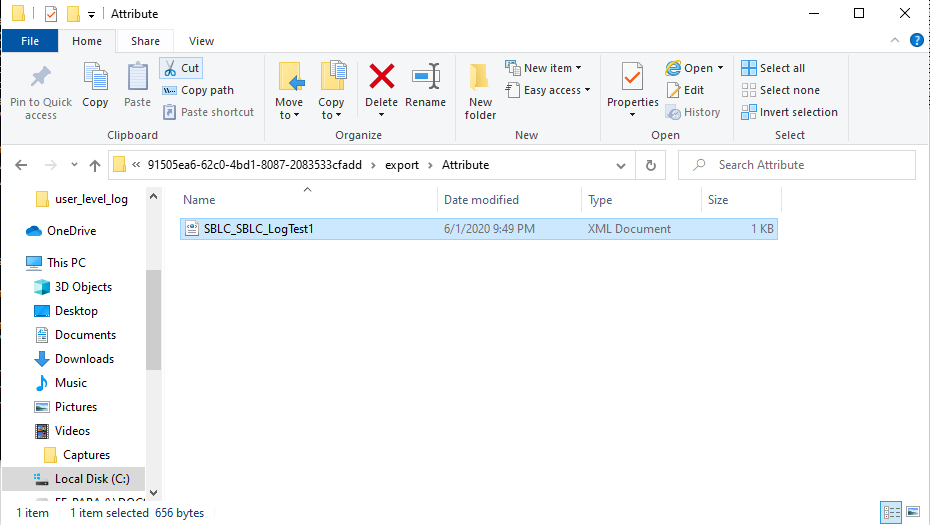 Attribute
File Home Share View
Pin to Quick access
Copy
Paste
Cut
Copy path
Paste shortcut
Clipboard
Move to
Copy to
Delete
Rename
Organize
New folder
New item
Easy access
New
Properties
Open
Edit
History
Open
Select all
Select none
Invert selection
Select
« 91505ea6-62c0-4bd1-8087-2083533cfadd > export > Attribute
Search Attribute
user_level_log
OneDrive
This PC
3D Objects
Desktop
Documents
Downloads
Music
Pictures
Videos
Captures
Local Disk (C:)
Name Date modified Type Size
SBLC_SBLC_LogTest1 6/1/2020 9:49 PM XML Document 1 KB
1 item 1 item selected 656 bytes